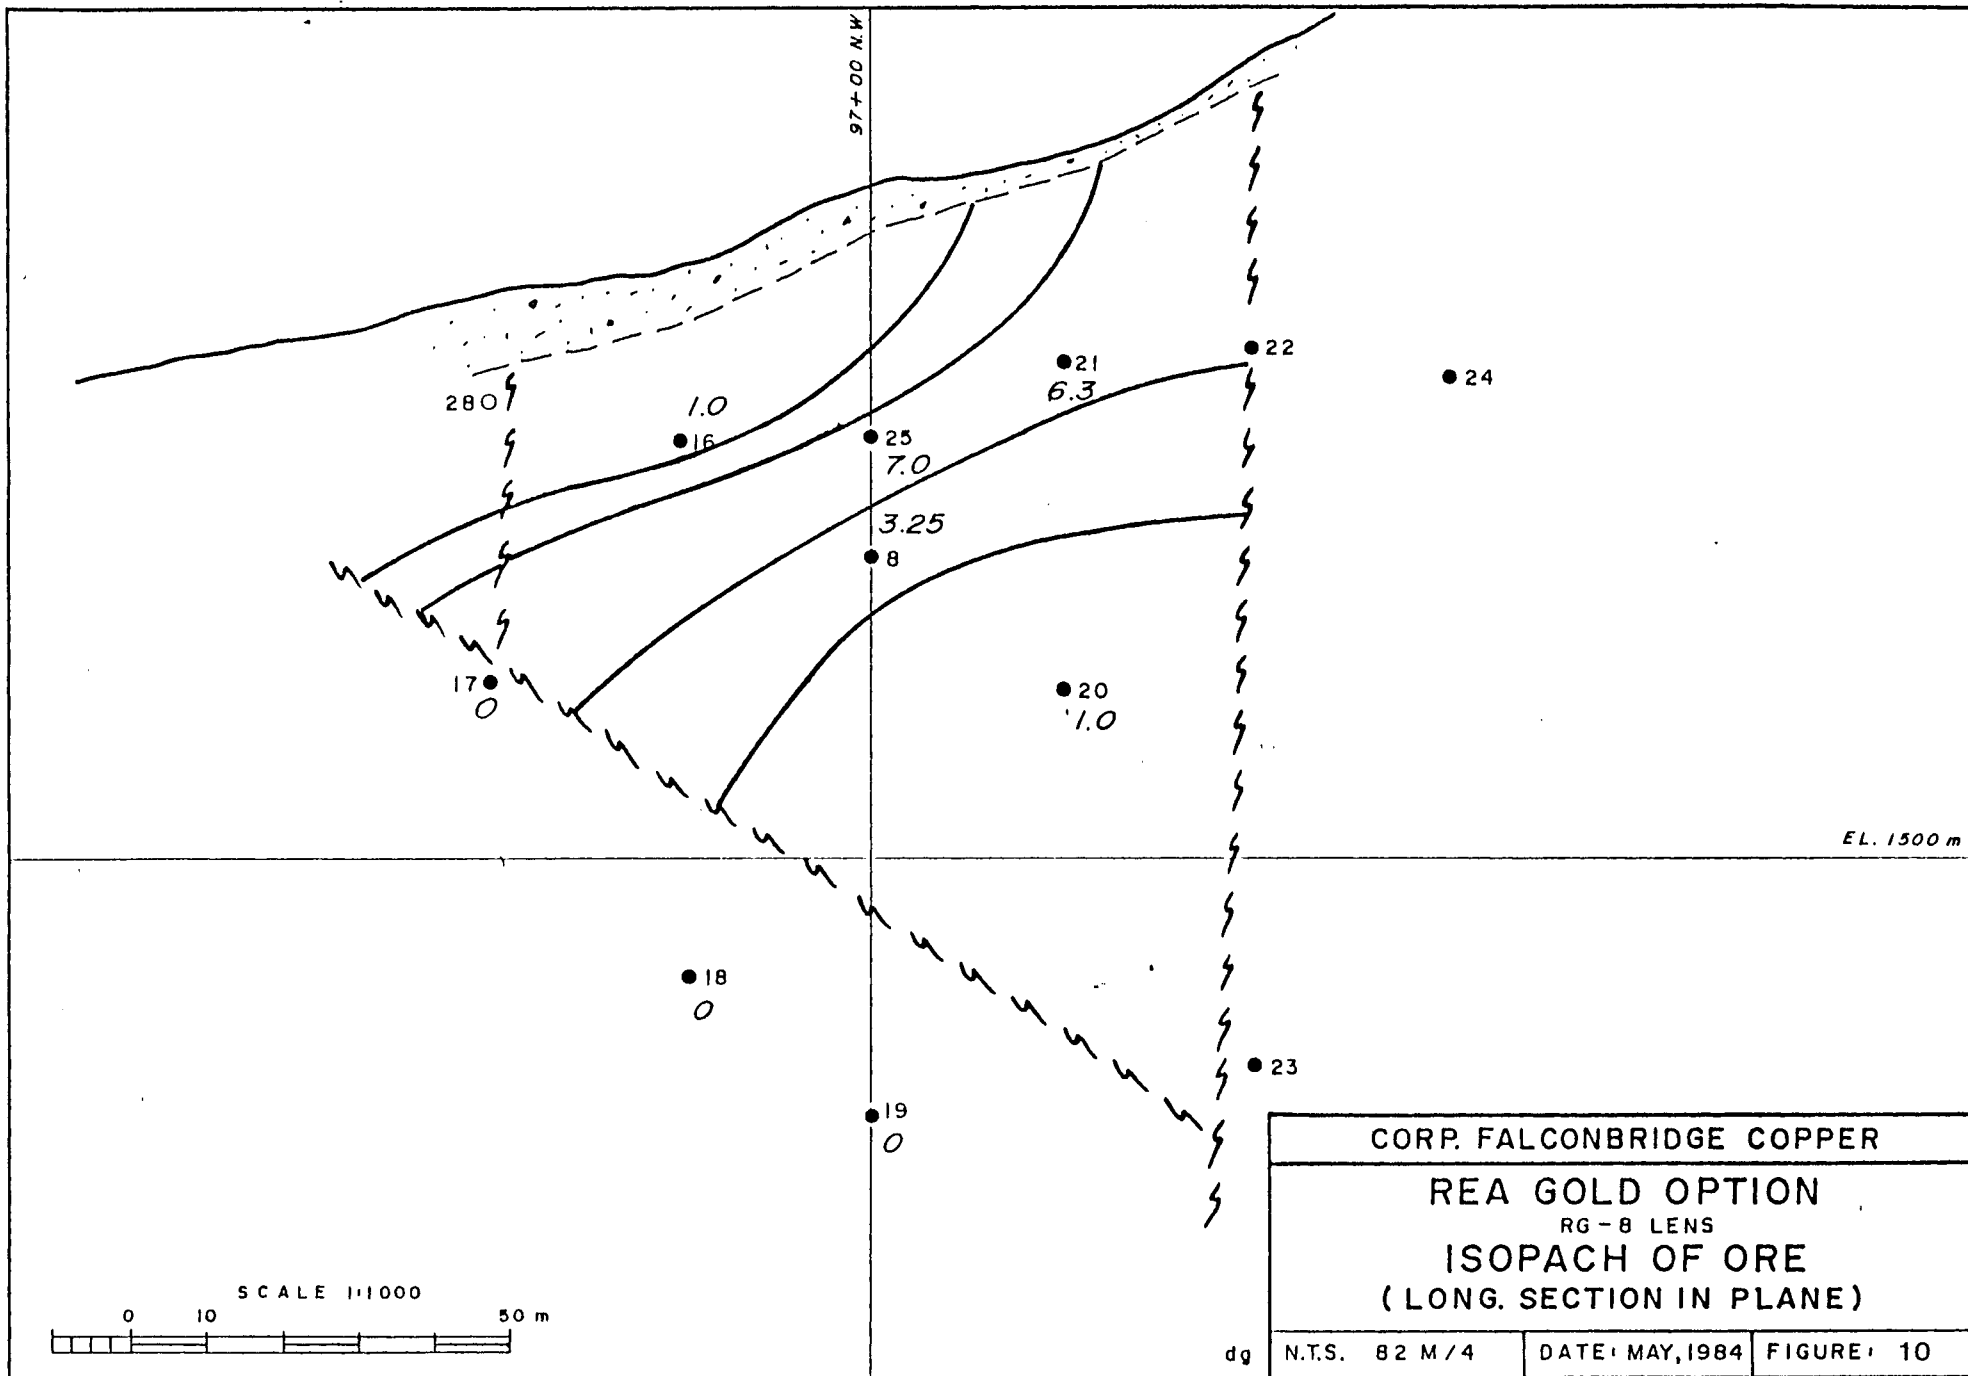 97+00 N.W
28
1.0
16
21
6.3
22
24
25
7.0
3.25
8
17
0
20
1.0
EL. 1500 m
18
0
23
19
0
SCALE 1:1000
0 10 50 m
CORP. FALCONBRIDGE COPPER
REA GOLD OPTION
RG-8 LENS
ISOPACH OF ORE
(LONG. SECTION IN PLANE)
dg
N.T.S. 82 M/4
DATE: MAY, 1984
FIGURE: 10